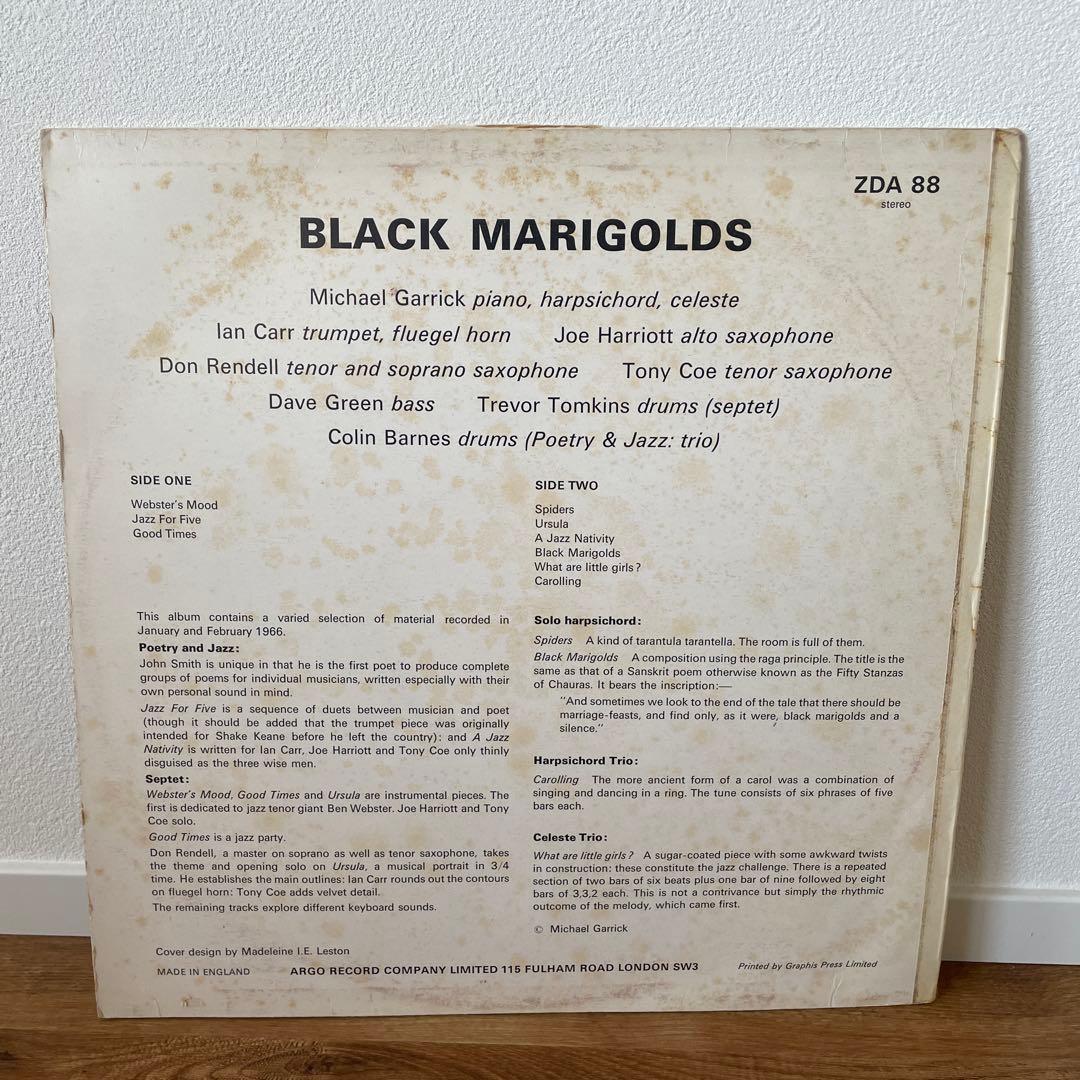 ZDA 88
stereo
BLACK MARIGOLDS
Michael Garrick piano, harpsichord, celeste
Ian Carr trumpet, fluegel horn Joe Harriott alto saxophone
Don Rendell tenor and soprano saxophone Tony Coe tenor saxophone
Dave Green bass Trevor Tomkins drums (septet)
Colin Barnes drums (Poetry & Jazz: trio)
SIDE ONE
Webster's Mood
Jazz For Five
Good Times
SIDE TWO
Spiders
Ursula
A Jazz Nativity
Black Marigolds
What are little girls?
Carolling
This album contains a varied selection of material recorded in
January and February 1966.
Poetry and Jazz:
John Smith is unique in that he is the first poet to produce complete
groups of poems for individual musicians, written especially with their
own personal sound in mind.
Jazz For Five is a sequence of duets between musician and poet
(though it should be added that the trumpet piece was originally
intended for Shake Keane before he left the country): and A Jazz
Nativity is written for Ian Carr, Joe Harriott and Tony Coe only thinly
disguised as the three wise men.
Septet:
Webster's Mood, Good Times and Ursula are instrumental pieces. The
first is dedicated to jazz tenor giant Ben Webster. Joe Harriott and Tony
Coe solo.
Good Times is a jazz party.
Don Rendell, a master on soprano as well as tenor saxophone, takes
the theme and opening solo on Ursula, a musical portrait in 3/4
time. He establishes the main outlines: Ian Carr rounds out the contours
on fluegel horn: Tony Coe adds velvet detail.
The remaining tracks explore different keyboard sounds.
Solo harpsichord:
Spiders A kind of tarantula tarantella. The room is full of them.
Black Marigolds A composition using the raga principle. The title is the
same as that of a Sanskrit poem otherwise known as the Fifty Stanzas
of Chauras. It bears the inscription:—
"And sometimes we look to the end of the tale that there should be
marriage-feasts, and find only, as it were, black marigolds and a
silence."
Harpsichord Trio:
Carolling The more ancient form of a carol was a combination of
singing and dancing in a ring. The tune consists of six phrases of five
bars each.
Celeste Trio:
What are little girls? A sugar-coated piece with some awkward twists
in construction: these constitute the jazz challenge. There is a repeated
section of two bars of six beats plus one bar of nine followed by eight
bars of 3,3,2 each. This is not a contrivance but simply the rhythmic
outcome of the melody, which came first.
© Michael Garrick
Cover design by Madeleine I.E. Leston
MADE IN ENGLAND ARGO RECORD COMPANY LIMITED 115 FULHAM ROAD LONDON SW3 Printed by Graphis Press Limited